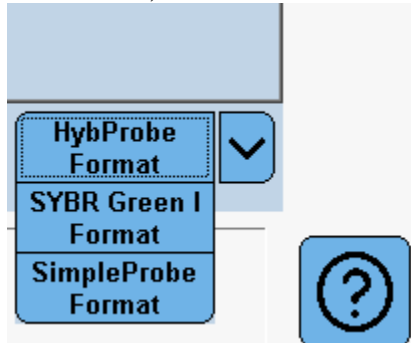 HybProbe
Format
SYBR Green I
Format
SimpleProbe
Format
?